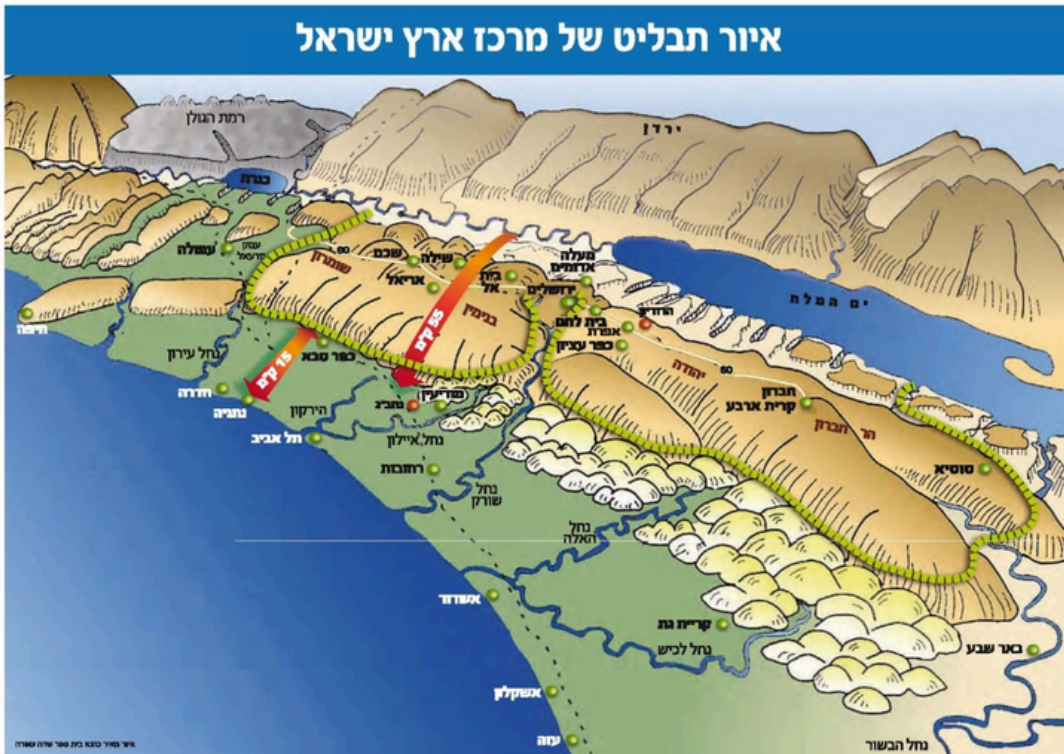 איור תבליט של מרכז ארץ ישראל
רמת הגולן
ירדן
כנרת
עמק
יזרעאל
עפולה
60
שומרון
שכם
שילה
אריאל
בית
אל
מעלה
אדומים
ירושלים
בנימין
ים המלח
חיפה
נחל עירון
חדרה
נתניה
15 ק"מ
55 ק"מ
כפר סבא
הירקון
תל אביב
נתב"ג
מודיעין
נחל איילון
רחובות
נחל
שורק
בית לחם
אפרת
הרודיון
כפר עציון
יהודה
60
חברון
קרית ארבע
הר חברון
סוסיא
נחל
האלה
אשדוד
קריית גת
נחל לכיש
באר שבע
אשקלון
עזה
נחל הבשור